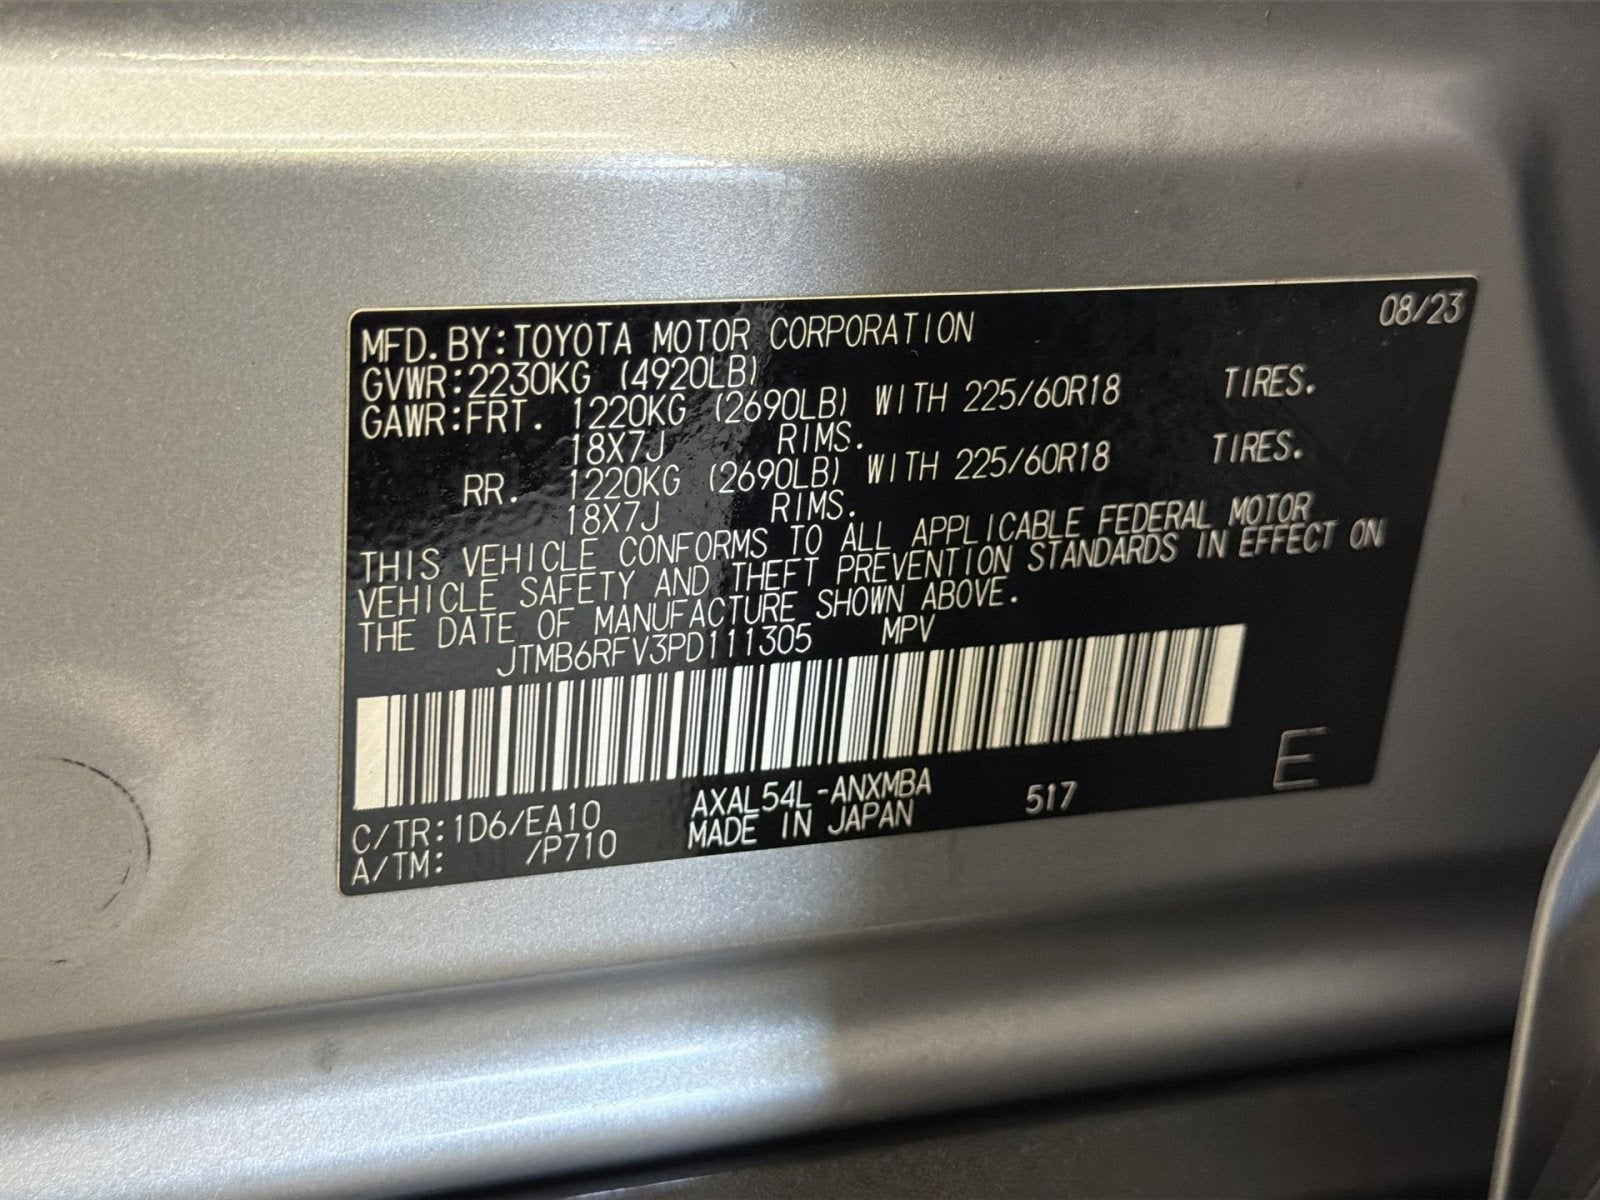 08/23
MFD.BY:TOYOTA MOTOR CORPORATION
GVWR:2230KG (4920LB)
GAWR:FRT. 1220KG (2690LB) WITH 225/60R18 TIRES.
18X7J RIMS.
RR. 1220KG (2690LB) WITH 225/60R18 TIRES.
18X7J RIMS.
THIS VEHICLE CONFORMS TO ALL APPLICABLE FEDERAL MOTOR
VEHICLE SAFETY AND THEFT PREVENTION STANDARDS IN EFFECT ON
THE DATE OF MANUFACTURE SHOWN ABOVE.
JTMB6RFV3PD111305 MPV
C/TR:1D6/EA10 AXAL54L-ANXMBA 517 E
A/TM: /P710 MADE IN JAPAN